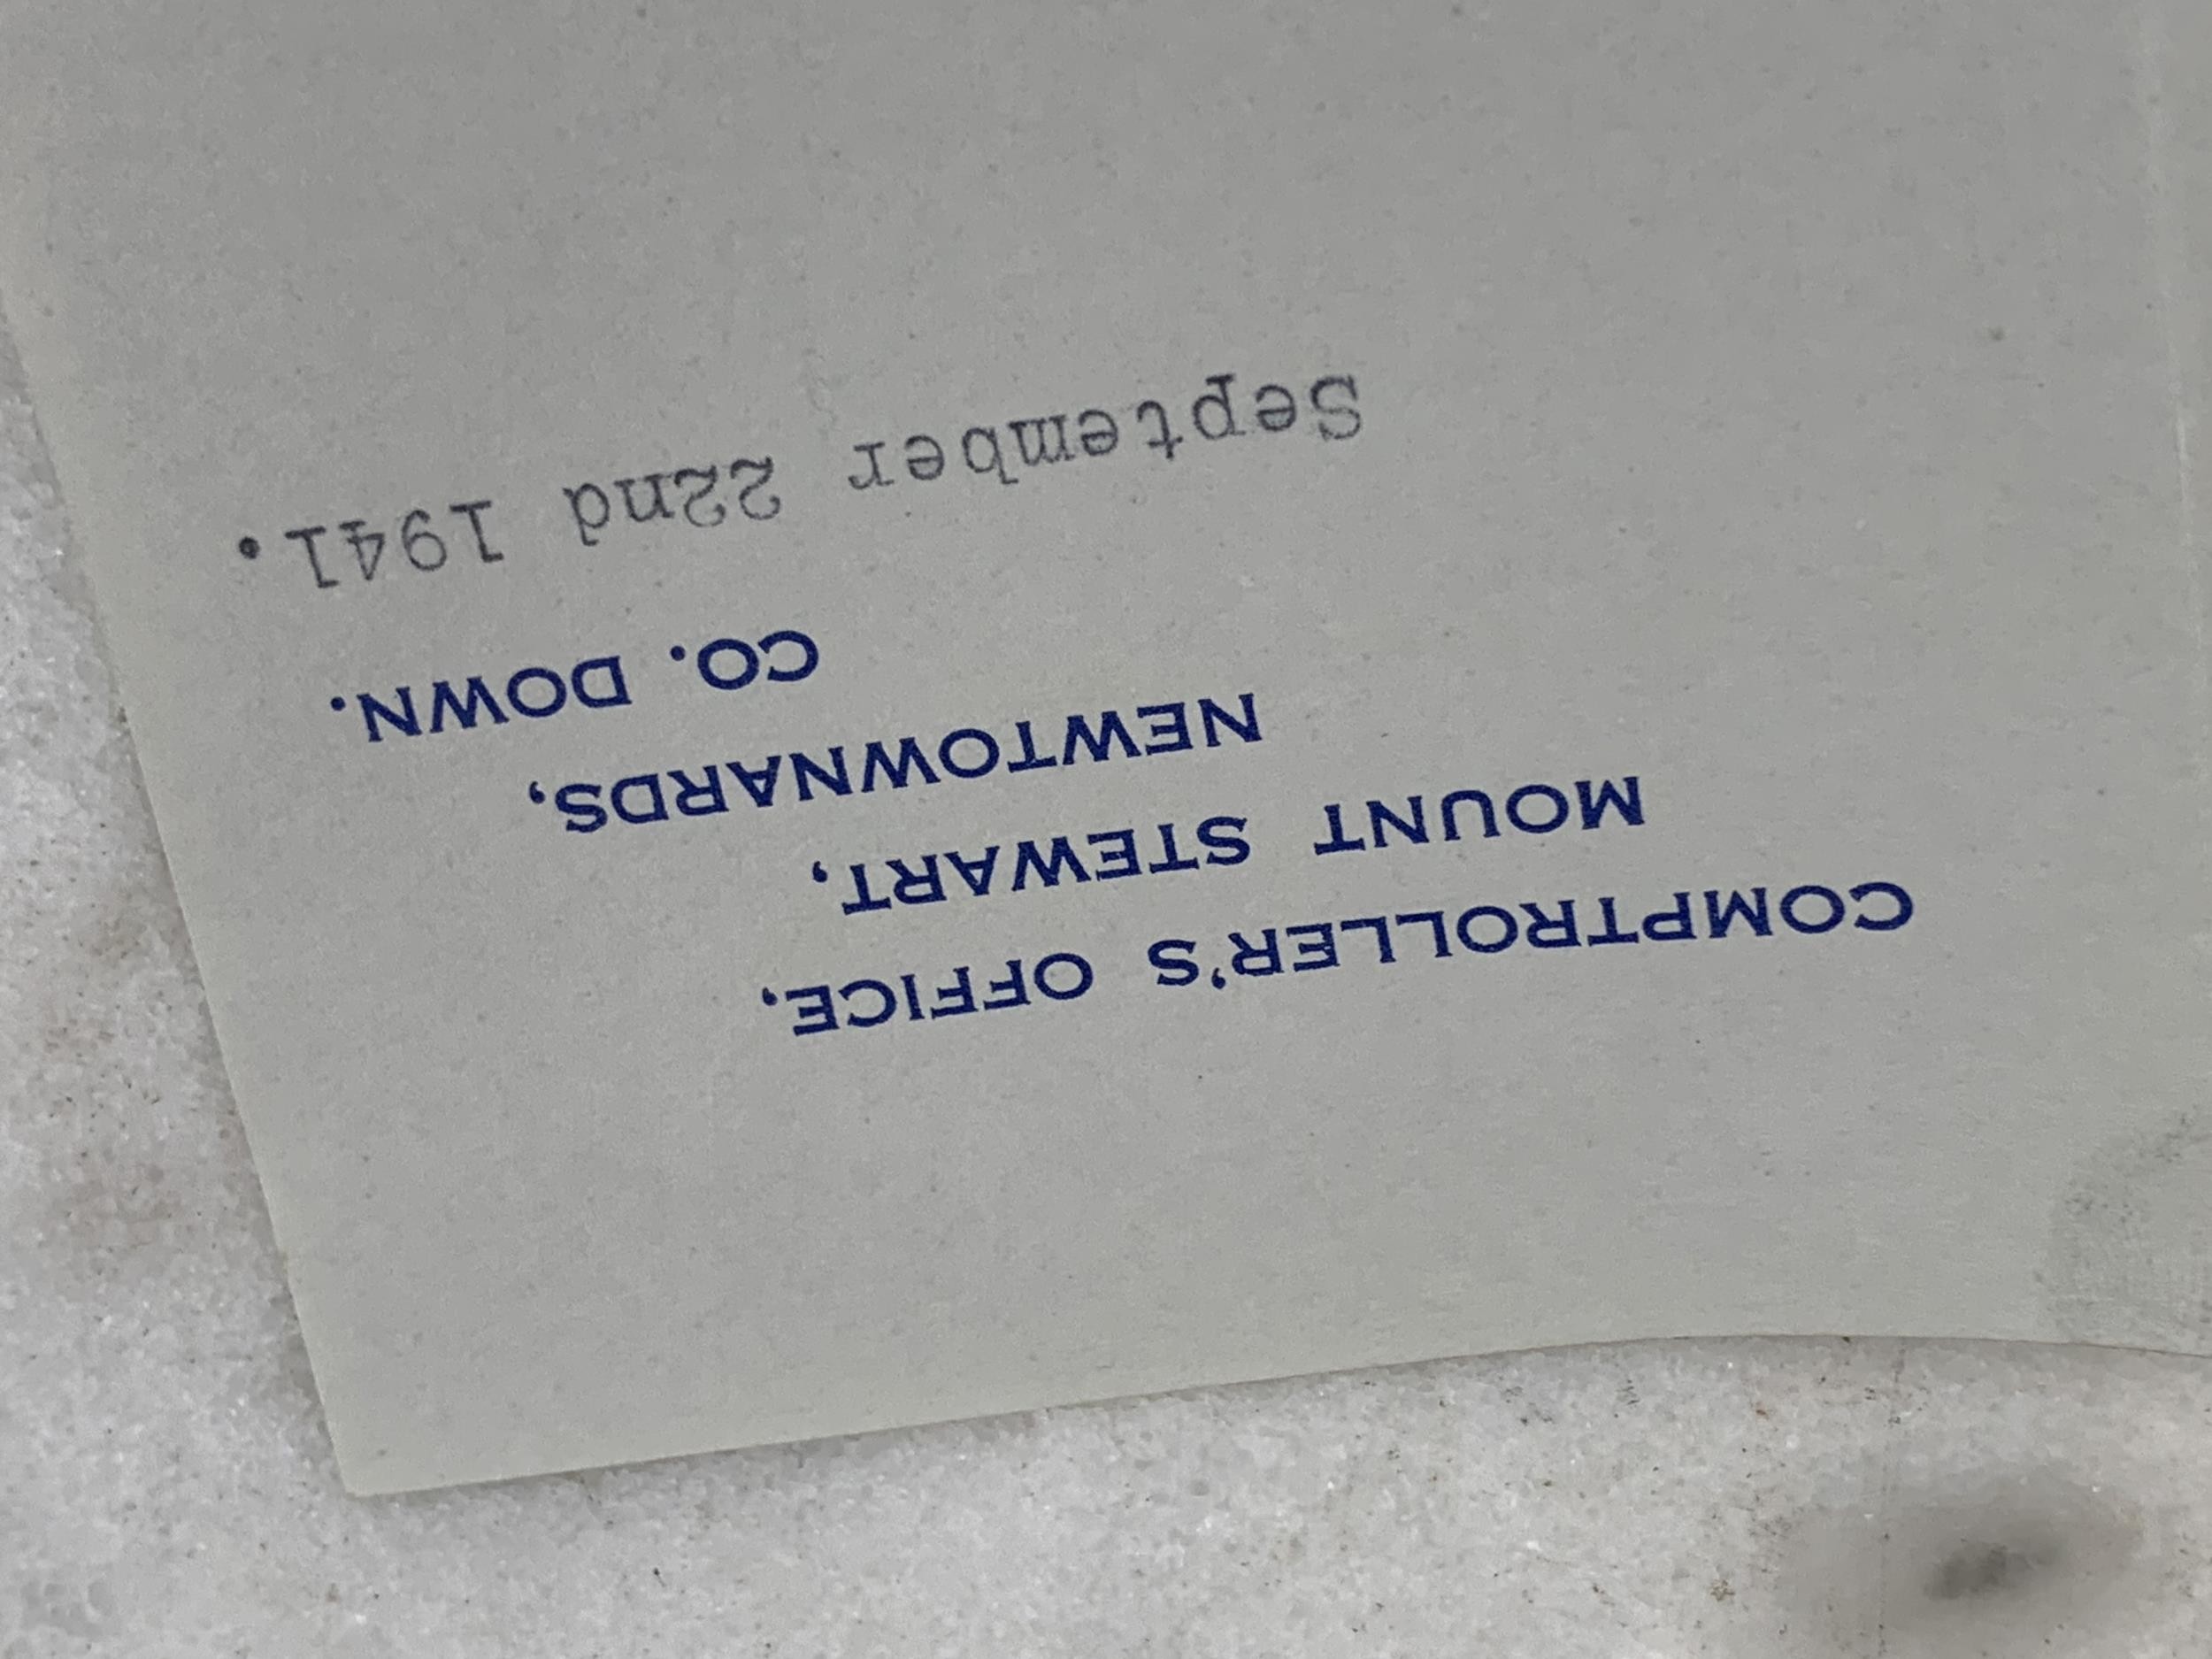 COMPTROLLER'S OFFICE,
MOUNT STEWART,
NEWTOWNARDS,
CO. DOWN.
September 22nd 1941.